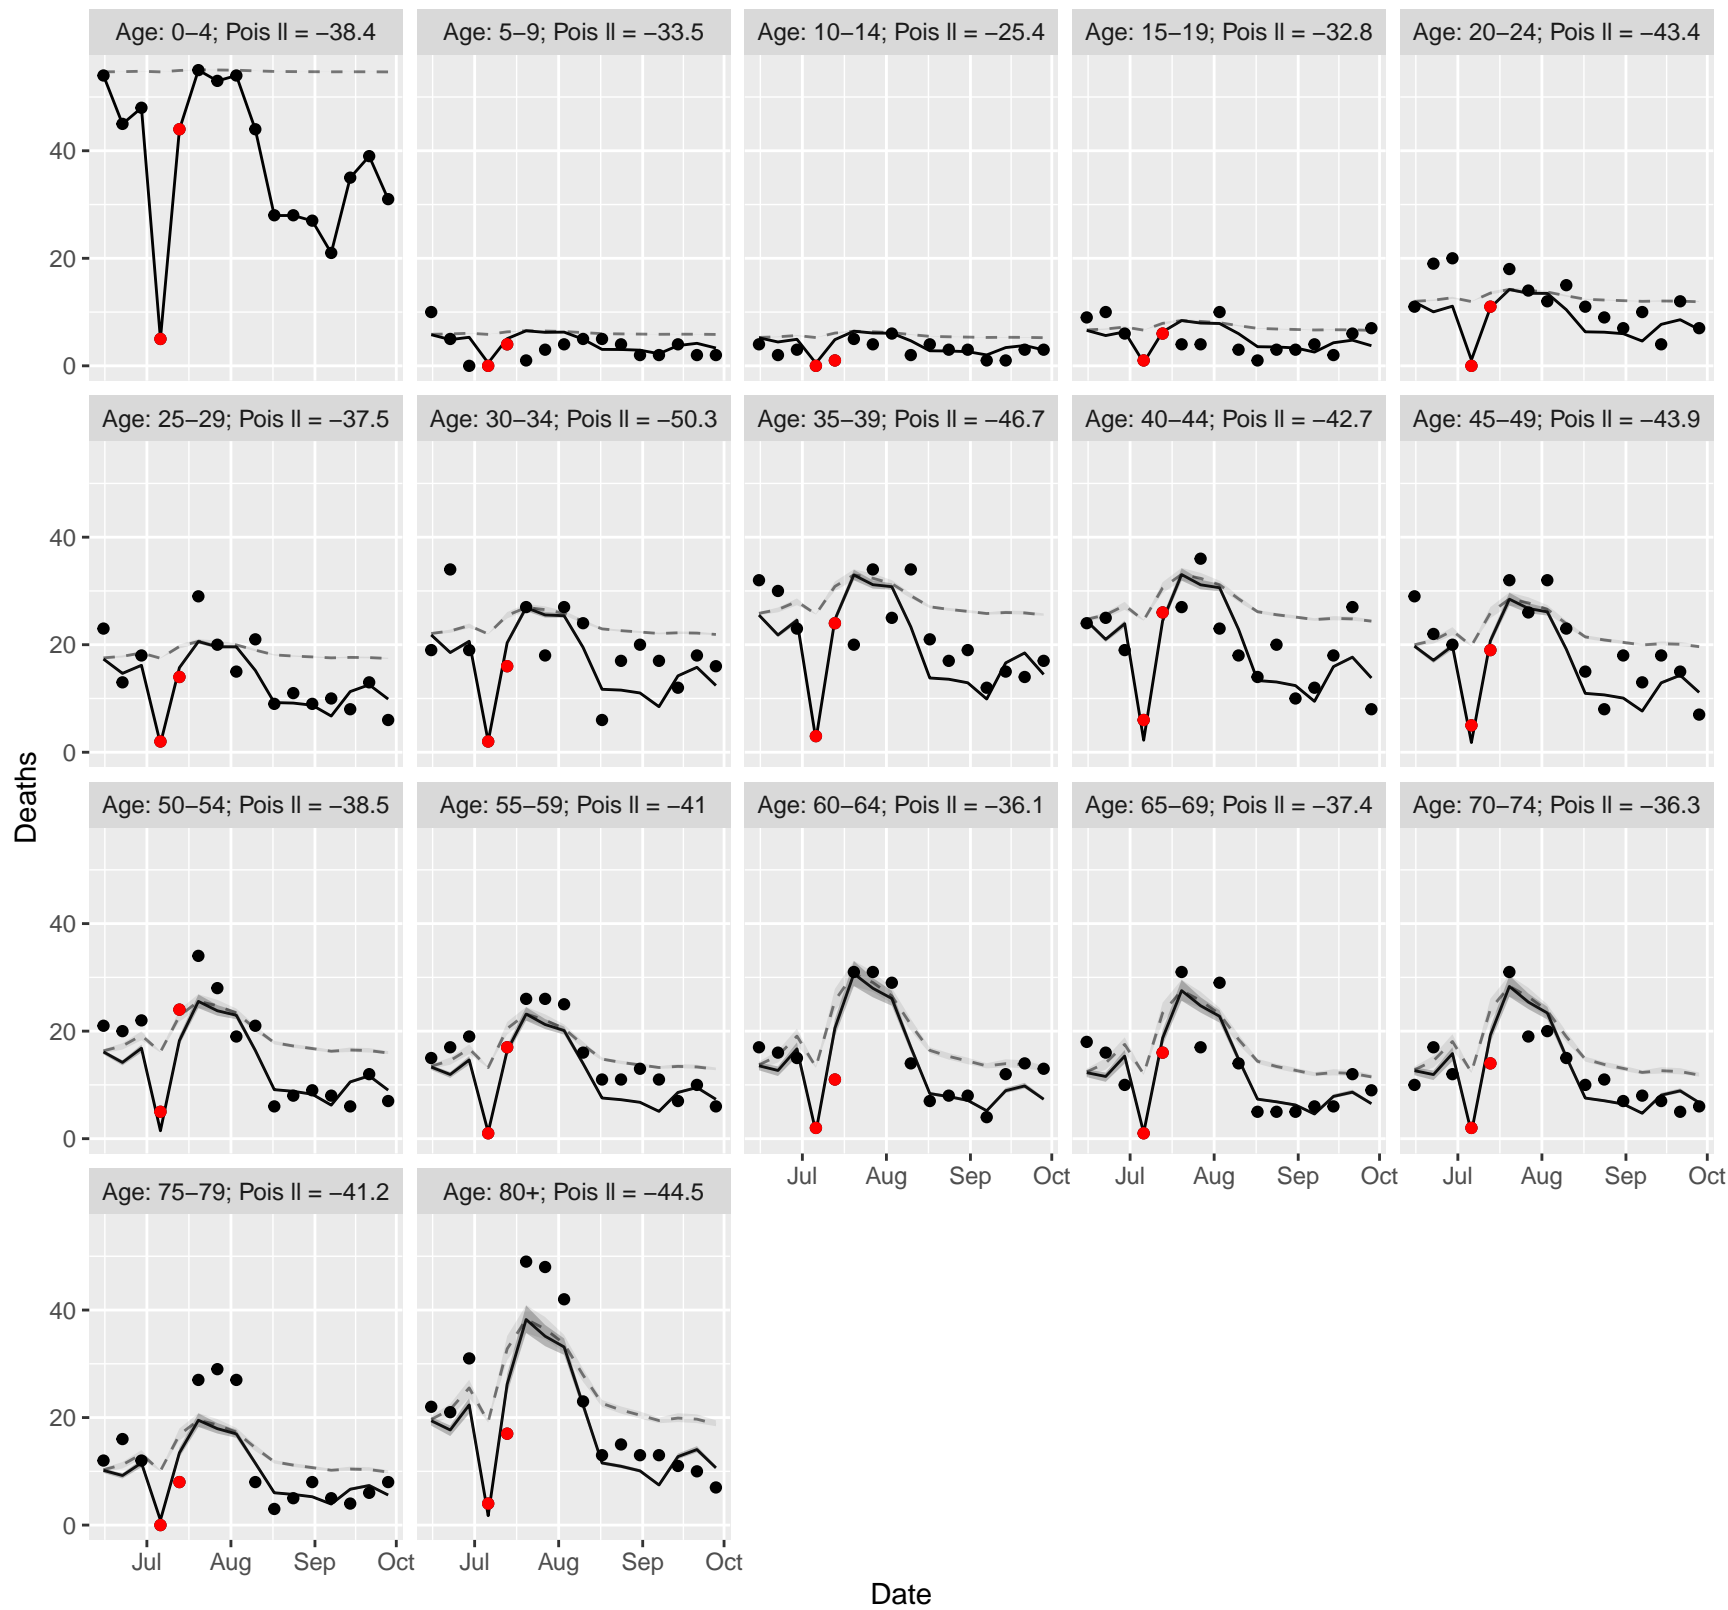 Age: 0−4; Pois ll = −38.4
Age: 5−9; Pois ll = −33.5
Age: 10−14; Pois ll = −25.4
Age: 15−19; Pois ll = −32.8
Age: 20−24; Pois ll = −43.4
40
20
0
Age: 25−29; Pois ll = −37.5
Age: 30−34; Pois ll = −50.3
Age: 35−39; Pois ll = −46.7
Age: 40−44; Pois ll = −42.7
Age: 45−49; Pois ll = −43.9
40
20
0
Deaths
Age: 50−54; Pois ll = −38.5
Age: 55−59; Pois ll = −41
Age: 60−64; Pois ll = −36.1
Age: 65−69; Pois ll = −37.4
Age: 70−74; Pois ll = −36.3
40
20
0
Jul Aug Sep Oct
Jul Aug Sep Oct
Jul Aug Sep Oct
Age: 75−79; Pois ll = −41.2
Age: 80+; Pois ll = −44.5
40
20
0
Jul Aug Sep Oct
Jul Aug Sep Oct
Date